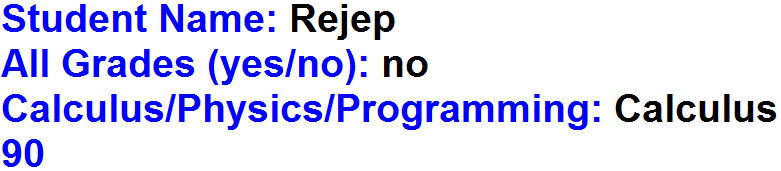 Student Name: Rejep
All Grades (yes/no): no
Calculus/Physics/Programming: Calculus
90